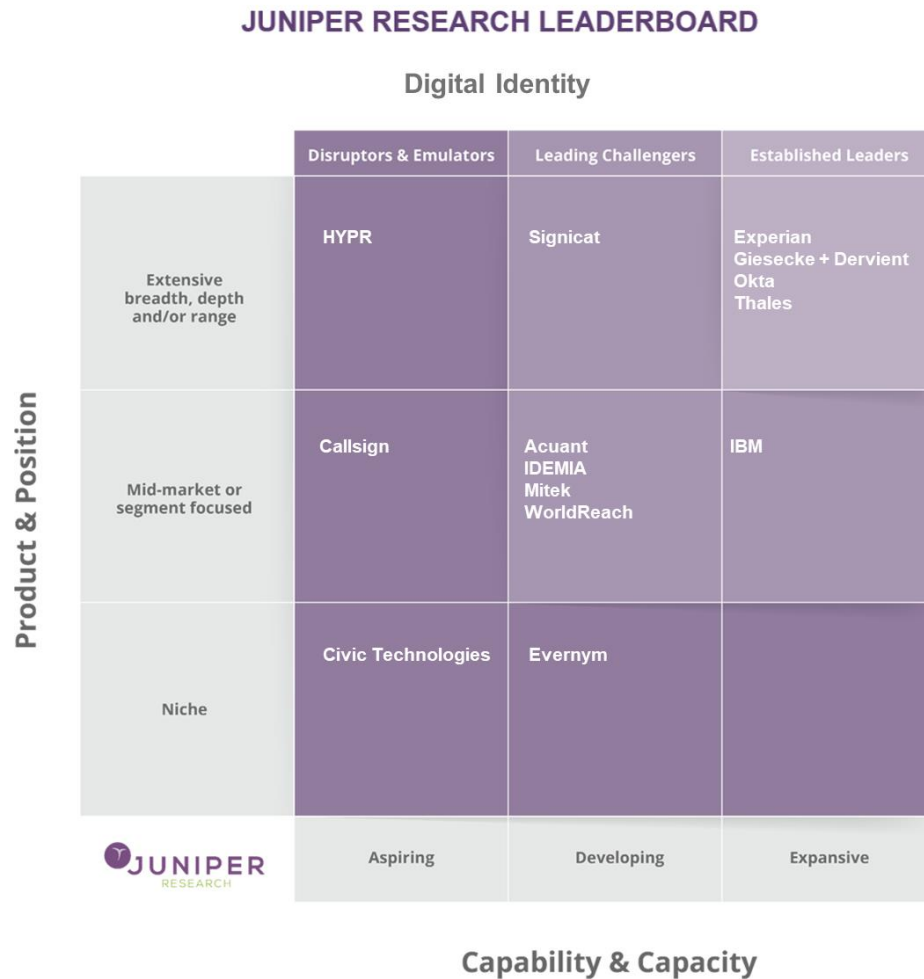 JUNIPER RESEARCH LEADERBOARD
Digital Identity
Disruptors & Emulators
Leading Challengers
Established Leaders
Product & Position
Extensive
breadth, depth
and/or range
HYPR
Signicat
Experian
Giesecke + Dervient
Okta
Thales
Mid-market or
segment focused
Callsign
Acuant
IDEMIA
Mitek
WorldReach
IBM
Niche
Civic Technologies
Evernym
JUNIPER
RESEARCH
Aspiring
Developing
Expansive
Capability & Capacity